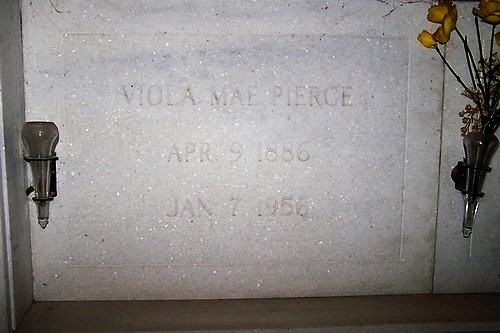 VIOLA MAE PIERCE
APR 9 1886
JAN 7 1956